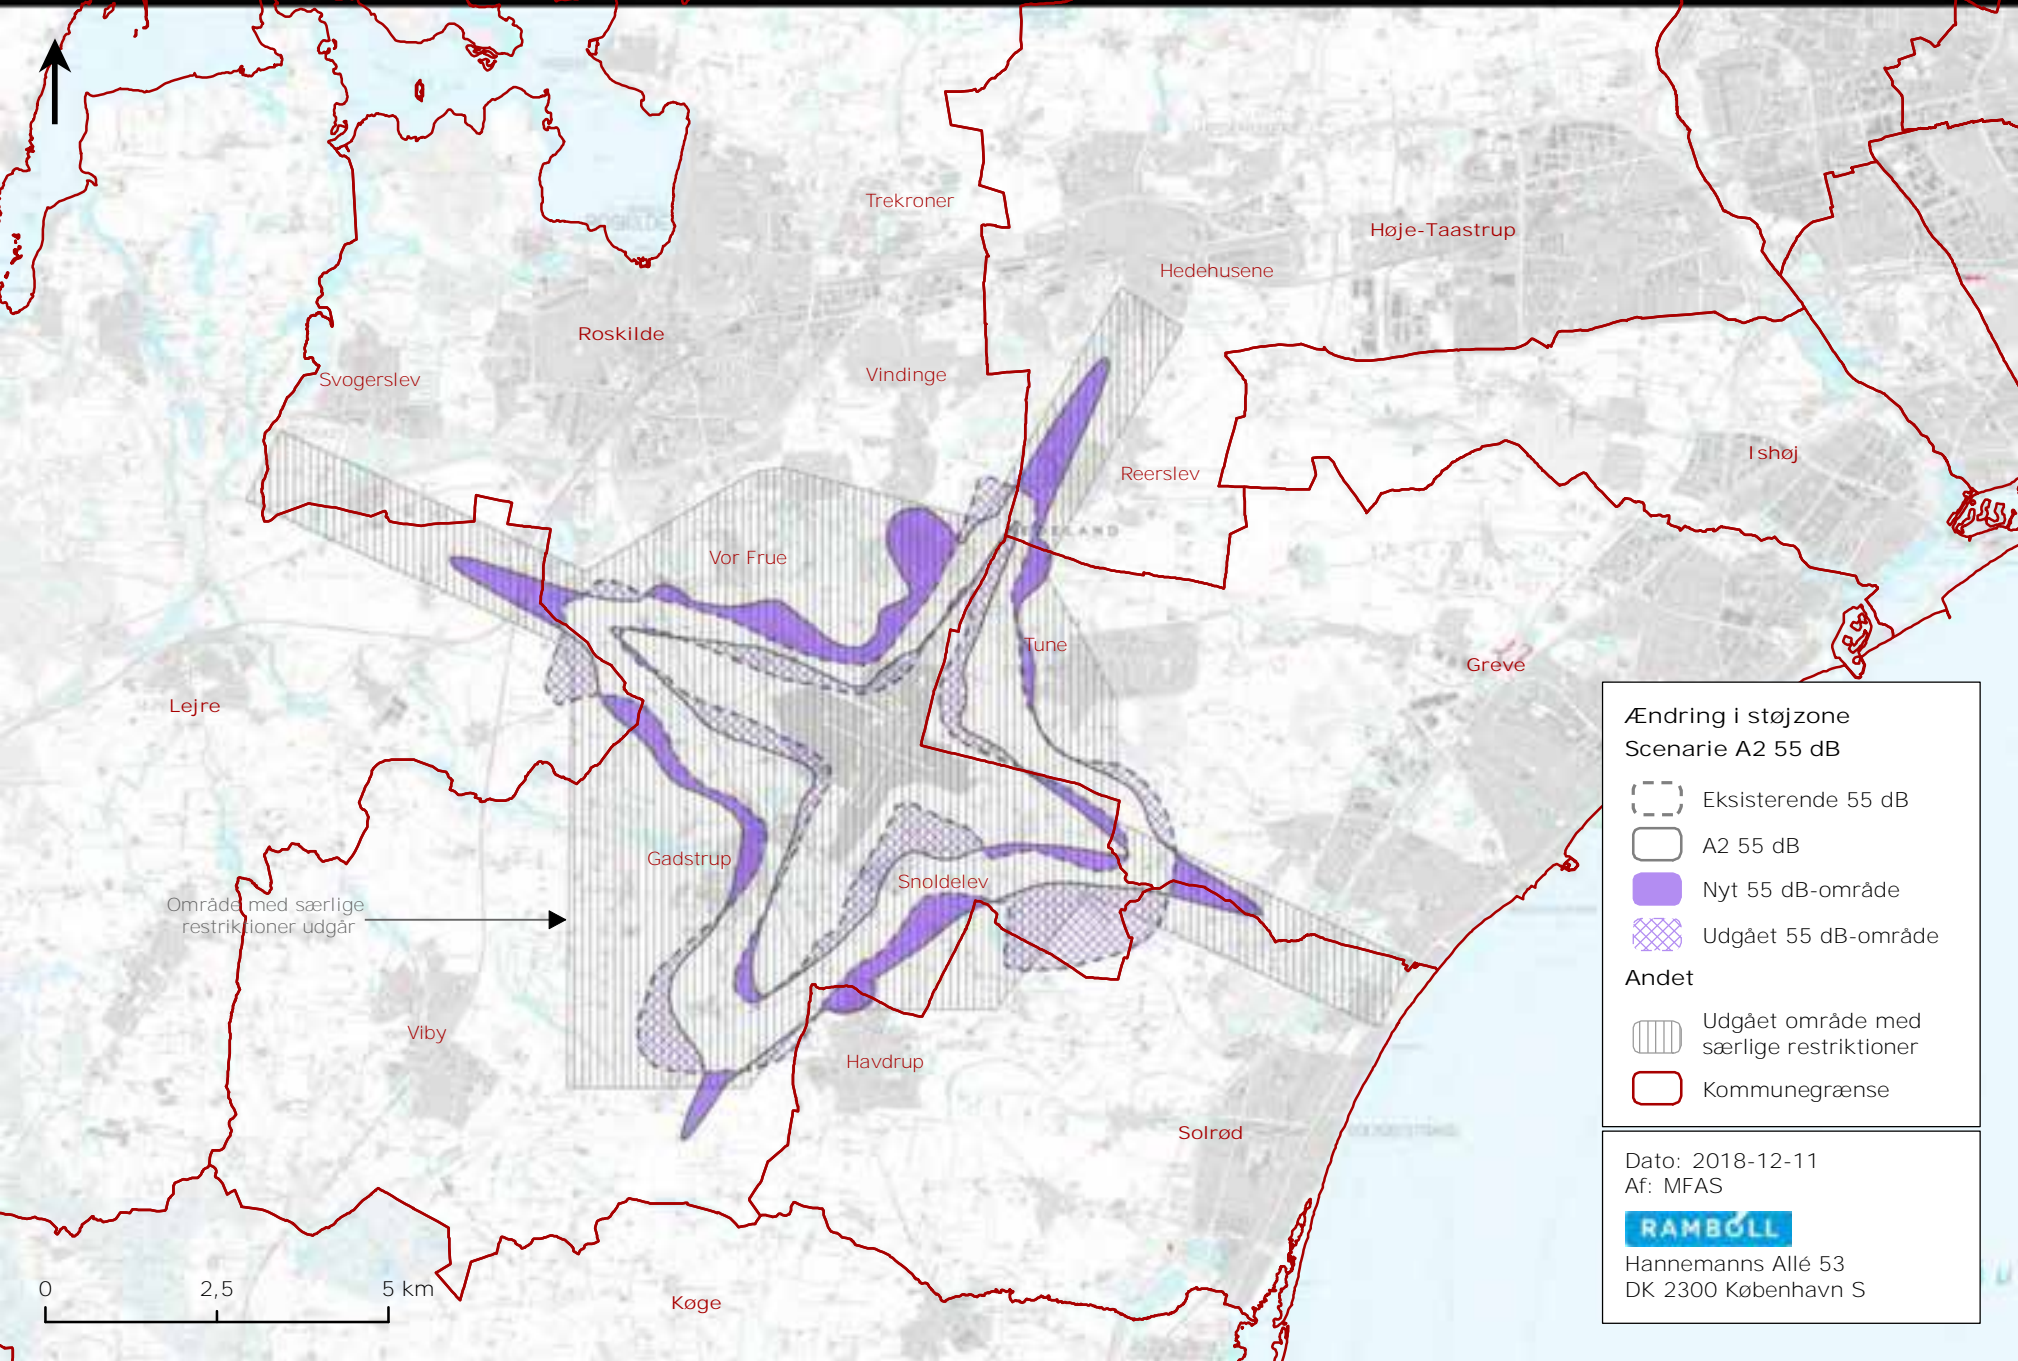 Trekroner
Høje-Taastrup
Hedehusene
Roskilde
Svogerslev
Vindinge
Ishøj
Reerslev
Vor Frue
Tune
Greve
Lejre
Gadstrup
Snoldelev
Område med særlige
restriktioner udgår
Viby
Havdrup
Solrød
Køge
0 2,5 5 km
Ændring i støjzone
Scenarie A2 55 dB
Eksisterende 55 dB
A2 55 dB
Nyt 55 dB-område
Udgået 55 dB-område
Andet
Udgået område med
særlige restriktioner
Kommunegrænse
Dato: 2018-12-11
Af: MFAS
RAMBOLL
Hannemanns Allé 53
DK 2300 København S